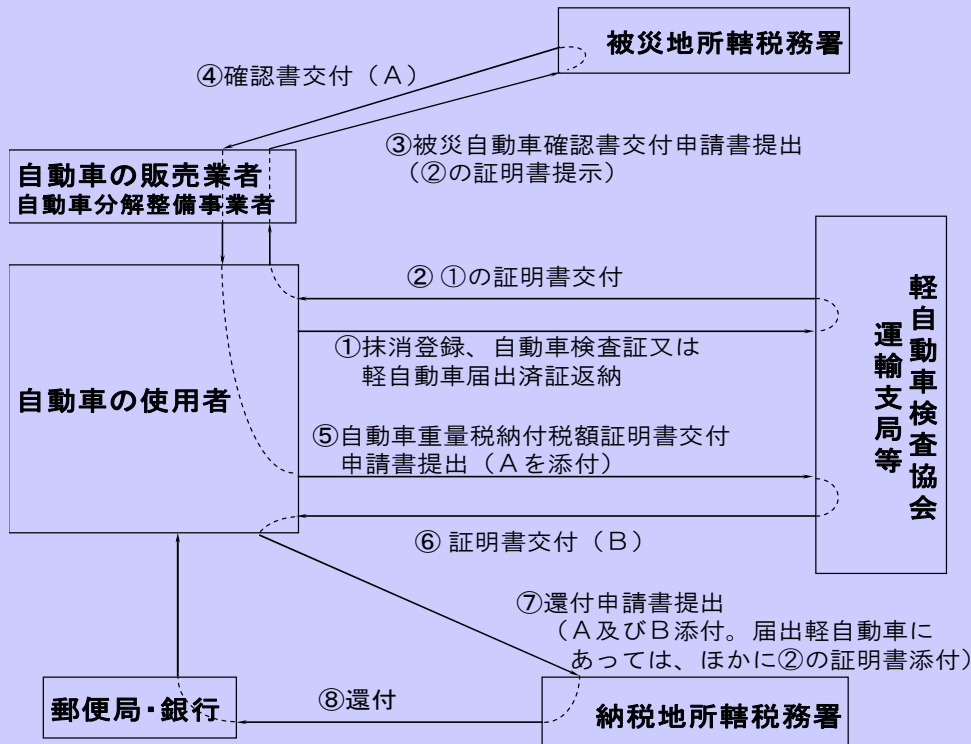 被災地所轄税務署
④確認書交付（Ａ）
③被災自動車確認書交付申請書提出
（②の証明書提示）
自動車の販売業者
自動車分解整備事業者
② ①の証明書交付
①抹消登録、自動車検査証又は
軽自動車届出済証返納
自動車の使用者
軽自動車検査協会
運輸支局等
⑤自動車重量税納付税額証明書交付
申請書提出（Ａを添付）
⑥ 証明書交付（Ｂ）
⑦還付申請書提出
（Ａ及びＢ添付。届出軽自動車に
あっては、ほかに②の証明書添付）
⑧還付
郵便局・銀行
納税地所轄税務署